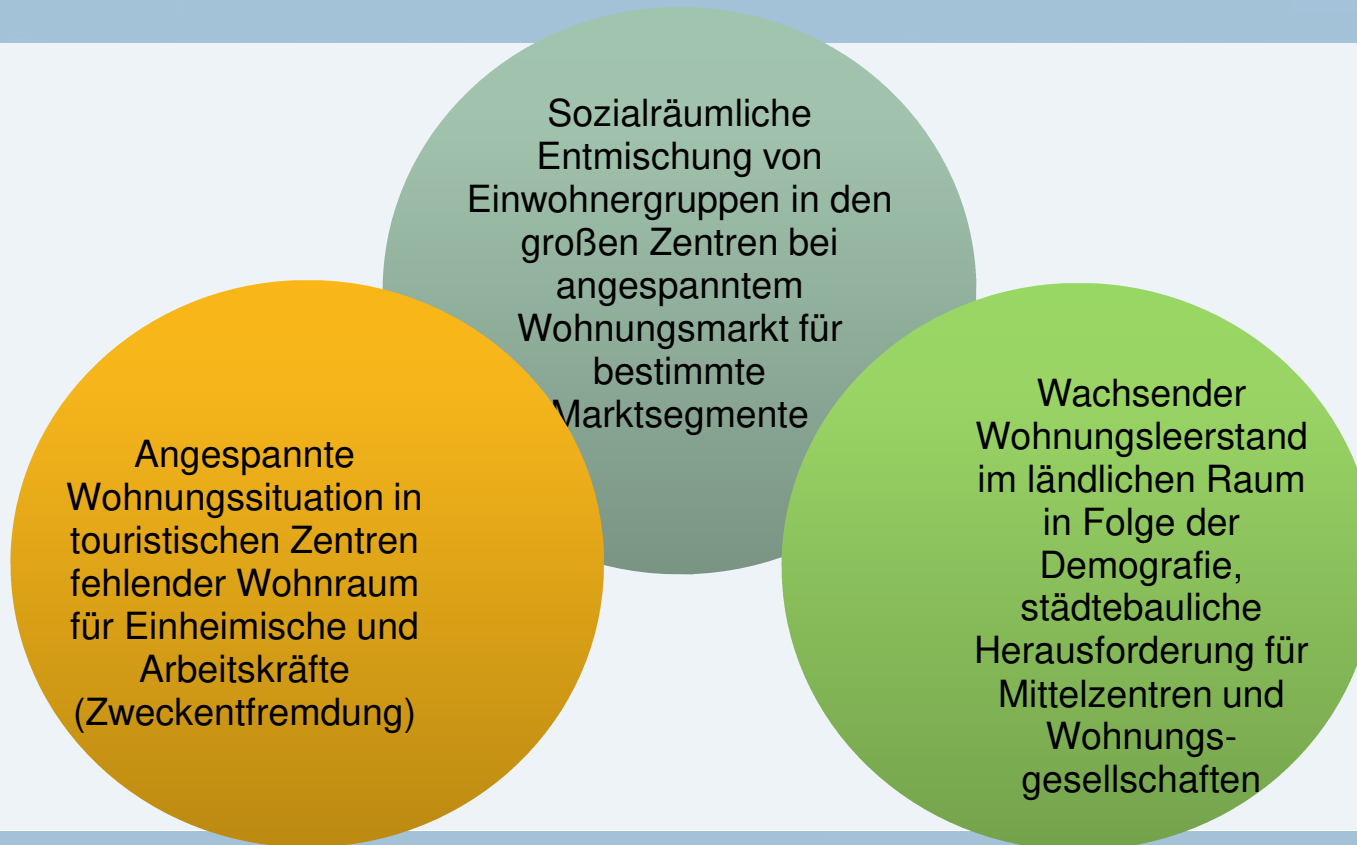 Sozialräumliche
Entmischung von
Einwohnergruppen in den
großen Zentren bei
angespanntem
Wohnungsmarkt für
bestimmte
Marktsegmente
Angespannte
Wohnungssituation in
touristischen Zentren
fehlender Wohnraum
für Einheimische und
Arbeitskräfte
(Zweckentfremdung)
Wachsender
Wohnungsleerstand
im ländlichen Raum
in Folge der
Demografie,
städtebauliche
Herausforderung für
Mittelzentren und
Wohnungs-
gesellschaften